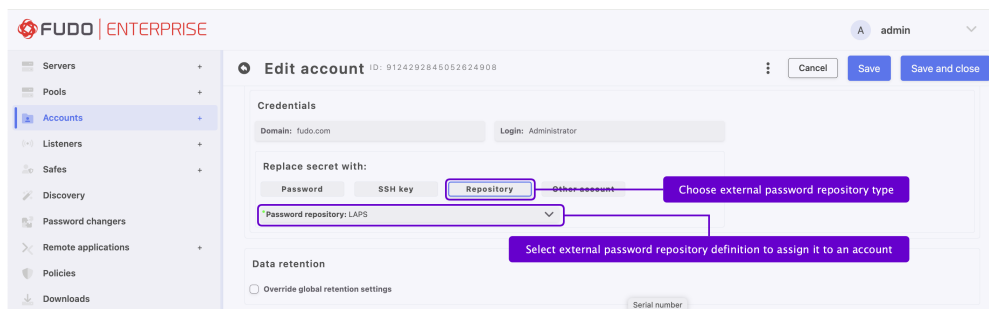 FUDO ENTERPRISE
A admin
Servers +
Pools +
Accounts +
Listeners +
Safes +
Discovery
Password changers
Remote applications +
Policies
Downloads
Edit account ID: 9124292845052624908
Cancel Save Save and close
Credentials
Domain: fudo.com Login: Administrator
Replace secret with:
Password SSH key Repository Other account
Choose external password repository type
*Password repository: LAPS
Select external password repository definition to assign it to an account
Data retention
Override global retention settings
Serial number